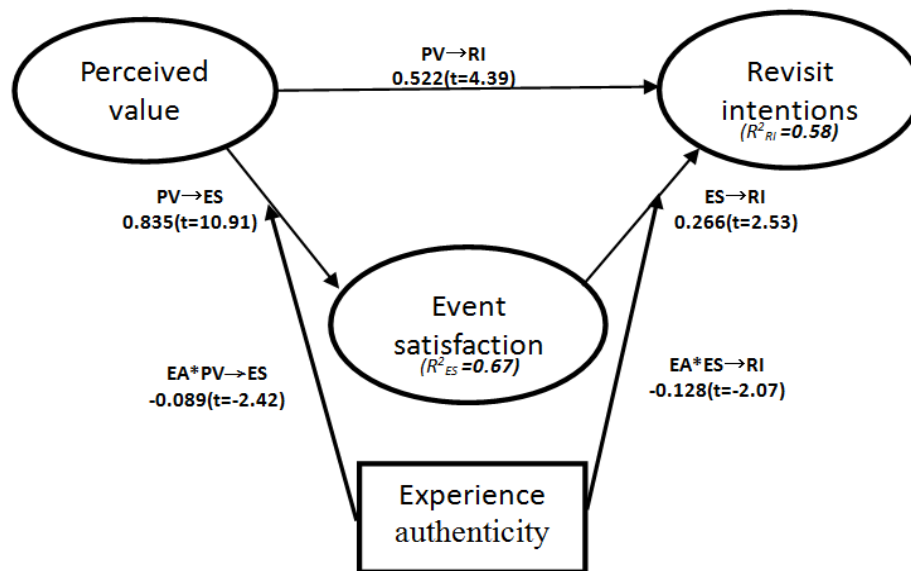 Perceived
value
PV→RI
0.522(t=4.39)
Revisit
intentions
(R²RI=0.58)
PV→ES
0.835(t=10.91)
ES→RI
0.266(t=2.53)
Event
satisfaction
(R²ES=0.67)
EA*PV→ES
-0.089(t=-2.42)
EA*ES→RI
-0.128(t=-2.07)
Experience
authenticity